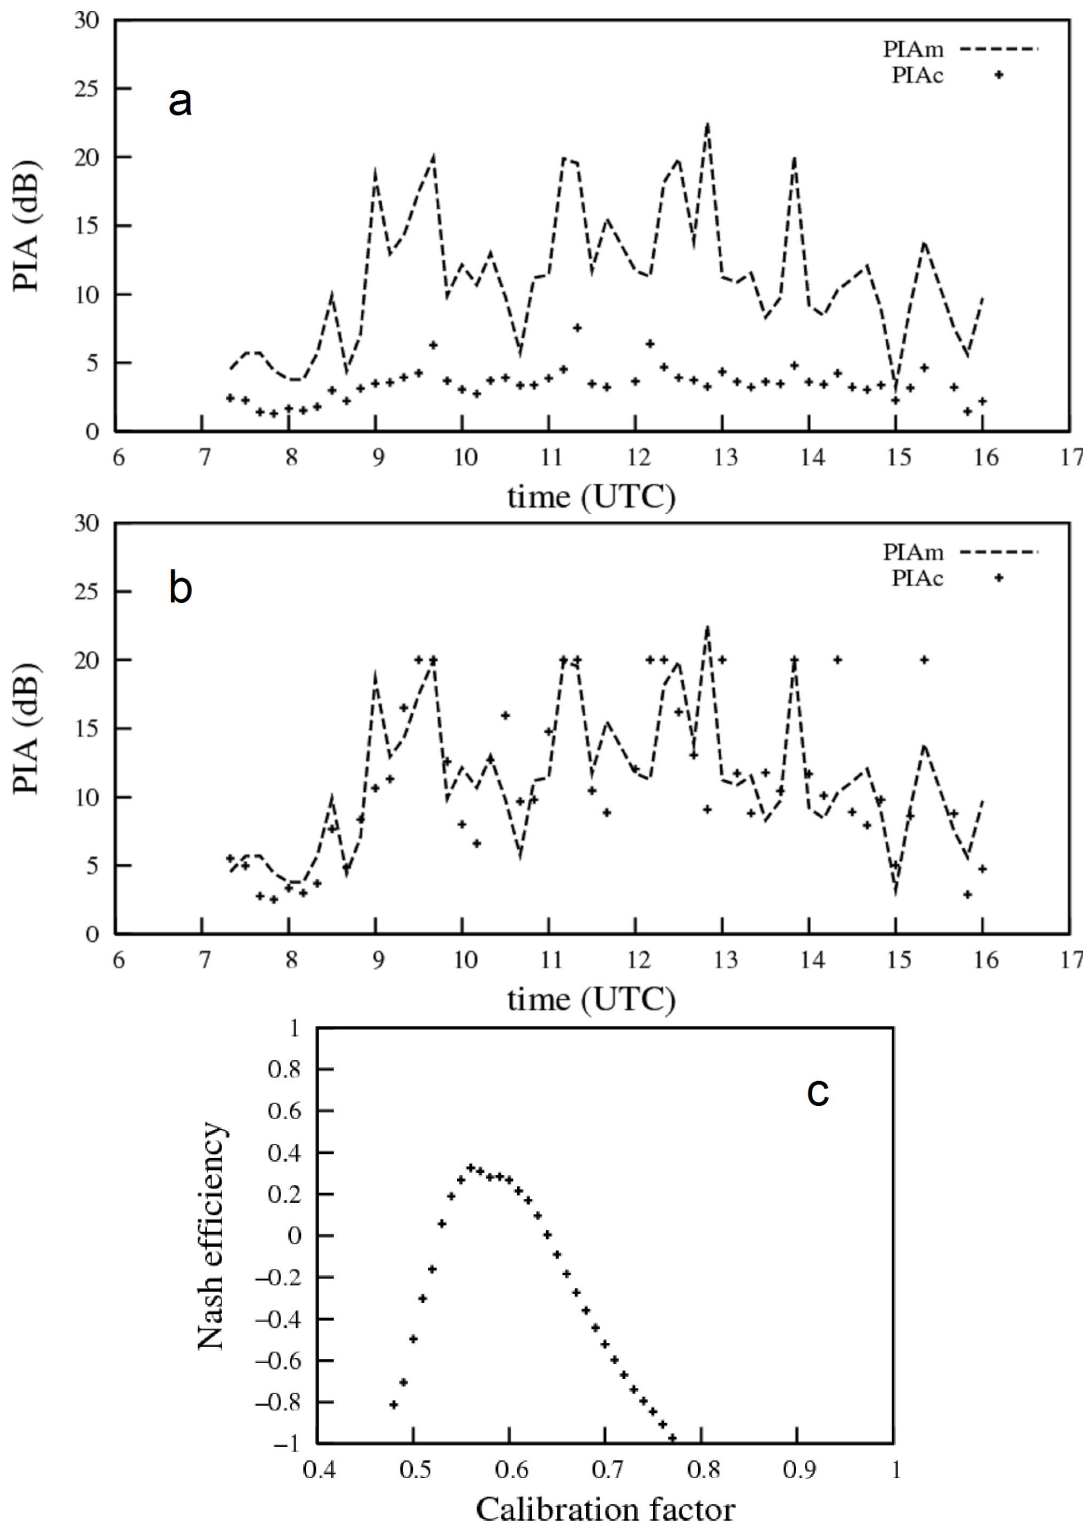 30
PIAm
25
PIAc
a
20
PIA (dB)
15
10
5
0
6 7 8 9 10 11 12 13 14 15 16 17
time (UTC)
30
PIAm
25
PIAc
b
20
PIA (dB)
15
10
5
0
6 7 8 9 10 11 12 13 14 15 16 17
time (UTC)
1
0.8
c
0.6
0.4
0.2
Nash efficiency
0
−0.2
−0.4
−0.6
−0.8
−1
0.4 0.5 0.6 0.7 0.8 0.9 1
Calibration factor